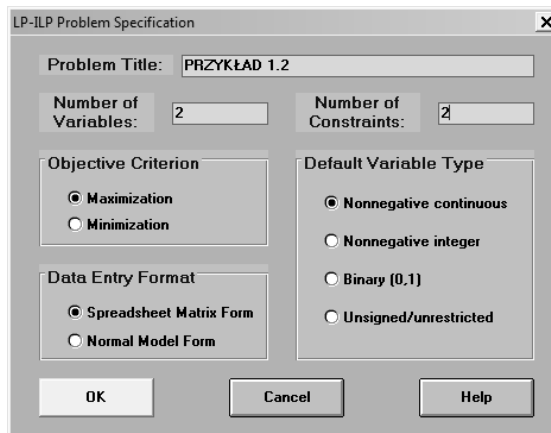 LP-ILP Problem Specification
Problem Title: PRZYKŁAD 1.2
Number of Variables: 2
Number of Constraints: 2
Objective Criterion
Maximization
Minimization
Data Entry Format
Spreadsheet Matrix Form
Normal Model Form
Default Variable Type
Nonnegative continuous
Nonnegative integer
Binary (0,1)
Unsigned/unrestricted
OK
Cancel
Help